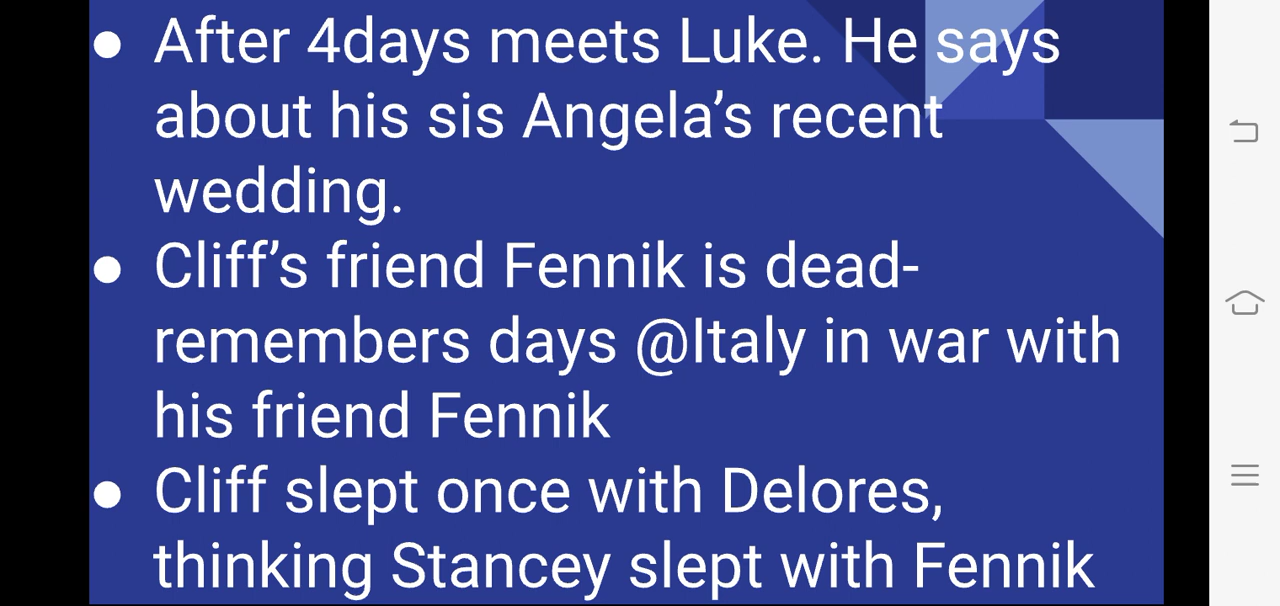 ● After 4days meets Luke. He says
about his sis Angela’s recent
wedding.
● Cliff’s friend Fennik is dead-
remembers days @Italy in war with
his friend Fennik
● Cliff slept once with Delores,
thinking Stancey slept with Fennik